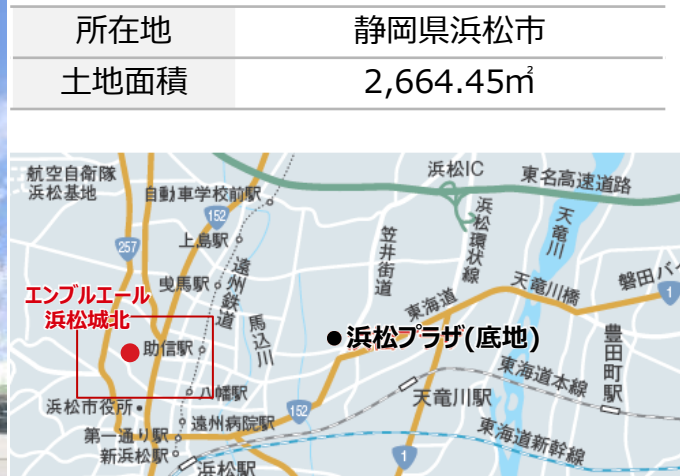 所在地 静岡県浜松市
土地面積 2,664.45㎡
航空自衛隊
浜松基地
自動車学校前駅
152
浜松IC
東名高速道路
浜松環状線
天竜川
257
上島駅
笠井街道
曳馬駅
遠州鉄道
馬込川
東海道
天竜川橋
磐田バイ
1
エンブルエール
浜松城北
助信駅
浜松プラザ(底地)
豊田町駅
東海道本線
八幡駅
天竜川駅
浜松市役所
遠州病院駅
152
第一通り駅
新浜松駅
浜松駅
1
東海道新幹線